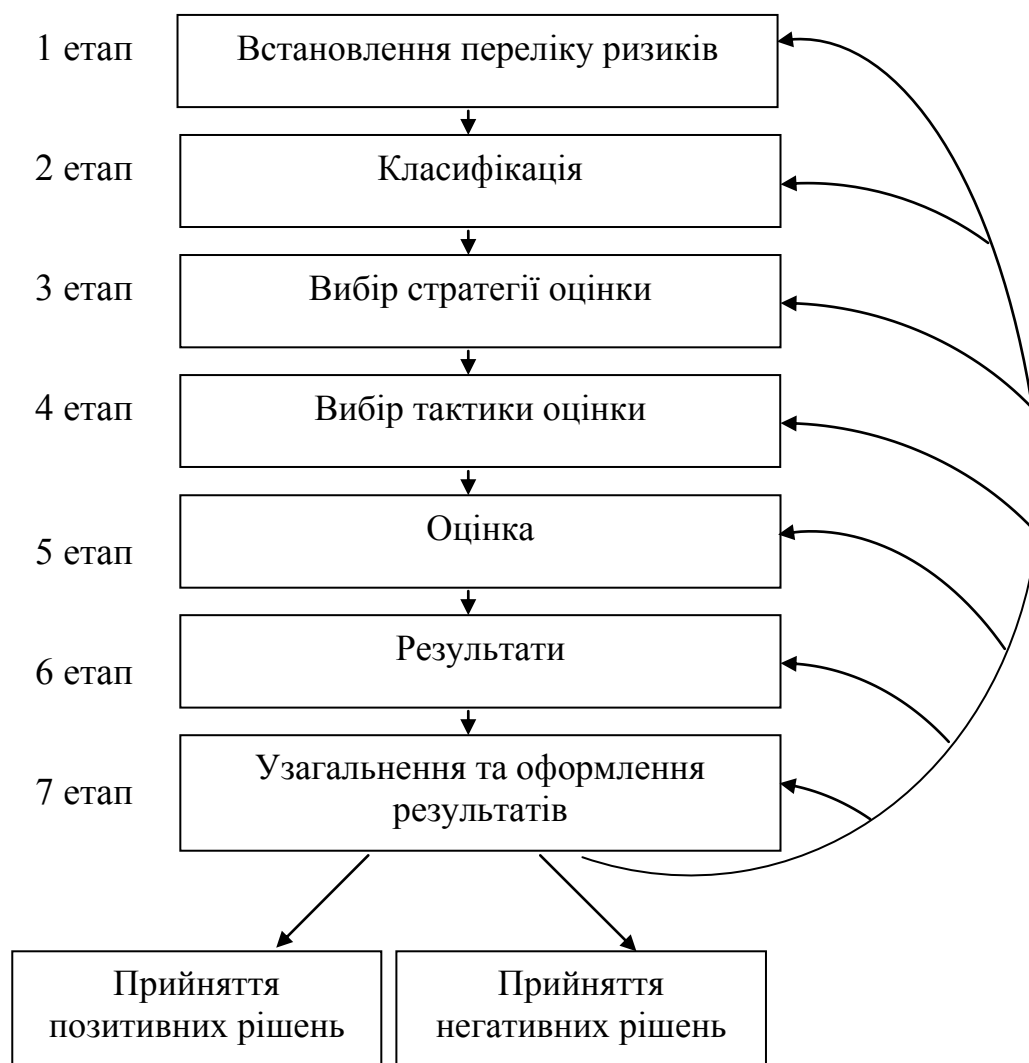 1 етап
Встановлення переліку ризиків
2 етап
Класифікація
3 етап
Вибір стратегії оцінки
4 етап
Вибір тактики оцінки
5 етап
Оцінка
6 етап
Результати
7 етап
Узагальнення та оформлення
результатів
Прийняття
позитивних рішень
Прийняття
негативних рішень